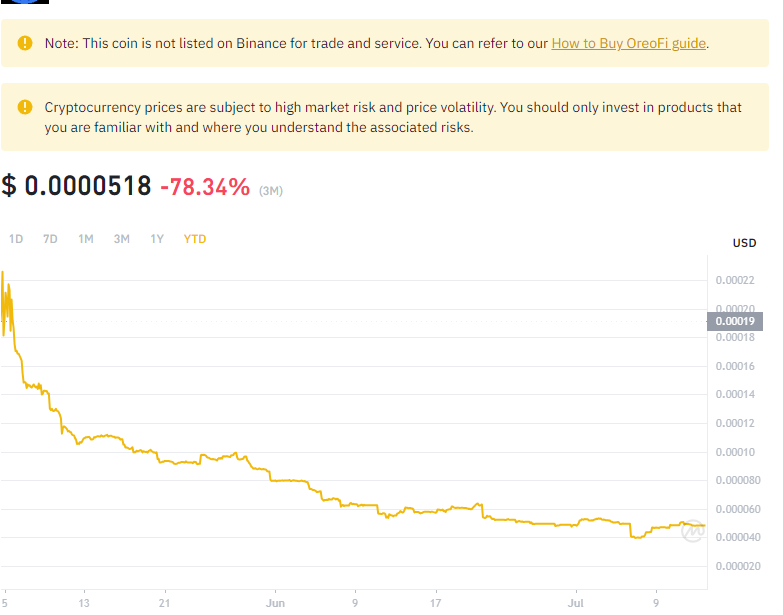 Note: This coin is not listed on Binance for trade and service. You can refer to our How to Buy OreoFi guide.
Cryptocurrency prices are subject to high market risk and price volatility. You should only invest in products that
you are familiar with and where you understand the associated risks.
$ 0.0000518 -78.34% (3M)
1D 7D 1M 3M 1Y YTD
USD
0.00022
0.00020
0.00019
0.00018
0.00016
0.00014
0.00012
0.00010
0.000080
0.000060
0.000040
0.000020
5 13 21 Jun 9 17 Jul 9